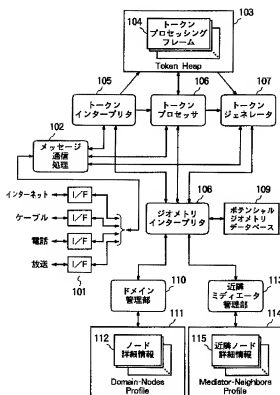 103
104
トークン
プロセッシング
フレーム
Token Heap
105
106
107
トークン
インタープリタ
トークン
プロセッサ
トークン
ジェネレータ
102
メッセージ
通信
処理
インターネット
I/F
ケーブル
I/F
電話
I/F
放送
I/F
101
108
ジオメトリ
インタープリタ
109
ポテンシャル
ジオメトリ
データベース
110
ドメイン
管理部
113
近隣
ミディエータ
管理部
111
112
ノード
詳細情報
Domain-Nodes
Profile
114
115
近隣ノード
詳細情報
Mediator-Neighbors
Profile